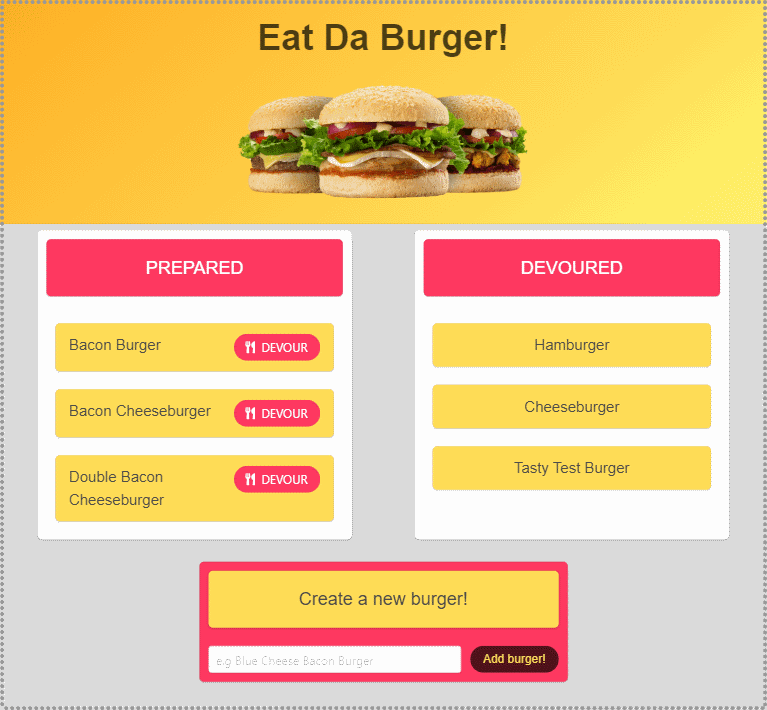 Eat Da Burger!
PREPARED
Bacon Burger
DEVOUR
Bacon Cheeseburger
DEVOUR
Double Bacon
Cheeseburger
DEVOUR
DEVOURED
Hamburger
Cheeseburger
Tasty Test Burger
Create a new burger!
e.g Blue Cheese Bacon Burger
Add burger!